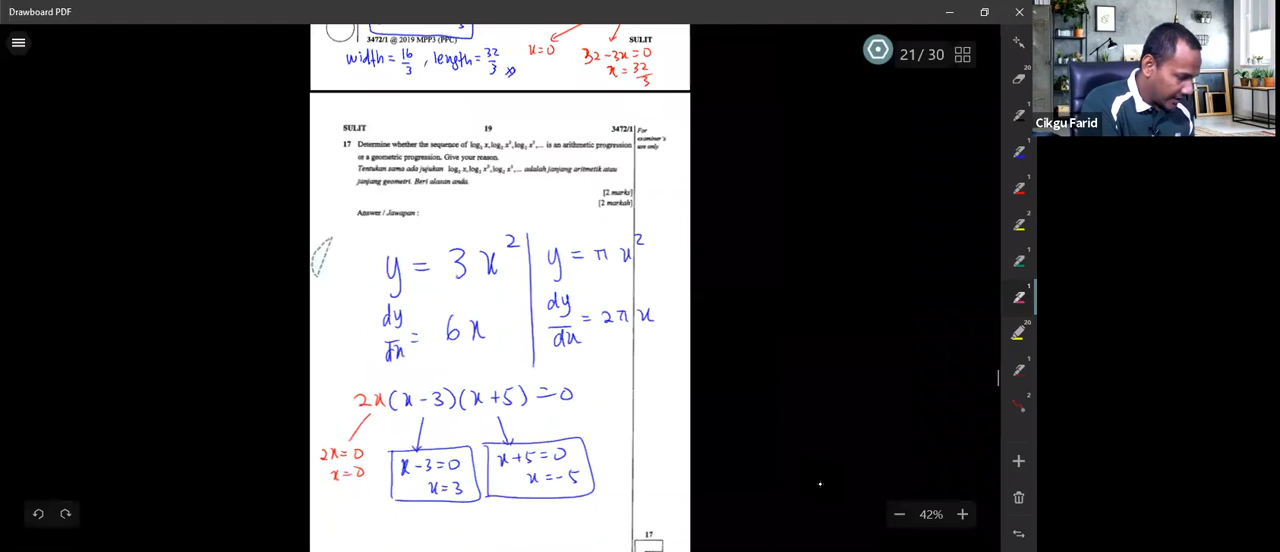 Drawboard PDF
3472/1 @ 2019 MPP3 (PPC)
SULIT
width = 16/3 , length = 32/3
x=0
32-3x=0
x=32/3
21 / 30
Cikgu Farid
SULIT
19
3472/1
For
examiner's
use only
17 Determine whether the sequence of log₂ x, log₂ x², log₂ x³,... is an arithmetic progression
or a geometric progression. Give your reason.
Tentukan sama ada jujukan log₂ x, log₂ x², log₂ x³,... adalah janjang aritmetik atau
janjang geometri. Beri alasan anda.
[2 marks]
[2 markah]
Answer / Jawapan :
y = 3x²
dy/dx = 6x
y = πx²
dy/dx = 2πx
2x(x-3)(x+5)=0
2x=0
x=0
x-3=0
x=3
x+5=0
x=-5
42%
17